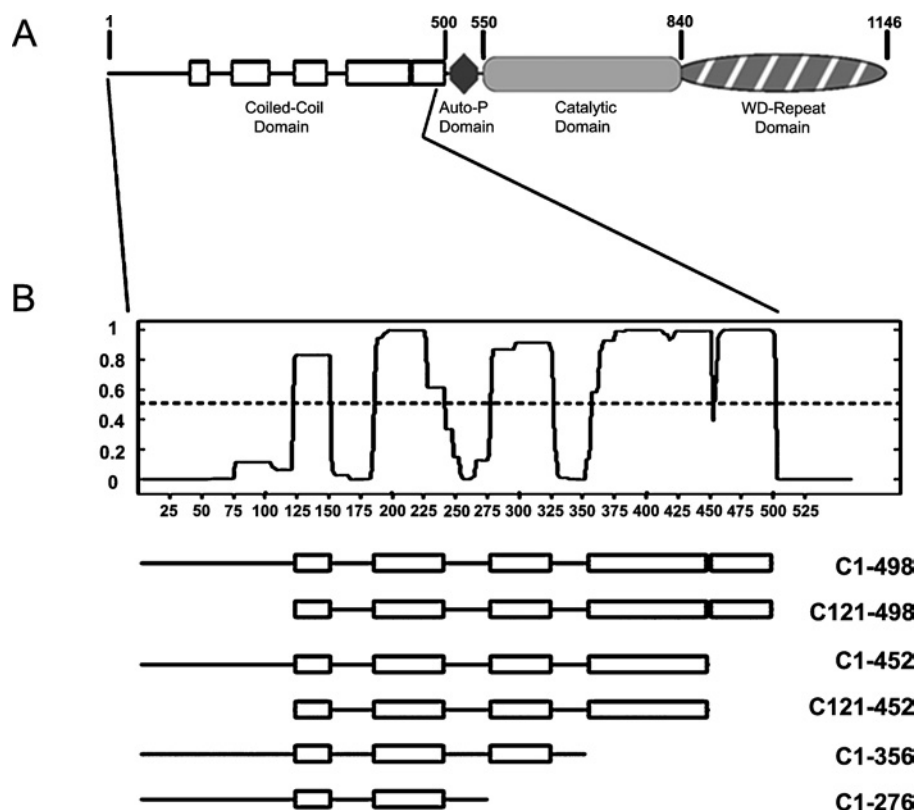 A
1 500 550 840 1146
Coiled-Coil
Domain
Auto-P
Domain
Catalytic
Domain
WD-Repeat
Domain
B
1
0.8
0.6
0.4
0.2
0
25 50 75 100 125 150 175 200 225 250 275 300 325 350 375 400 425 450 475 500 525
C1-498
C121-498
C1-452
C121-452
C1-356
C1-276